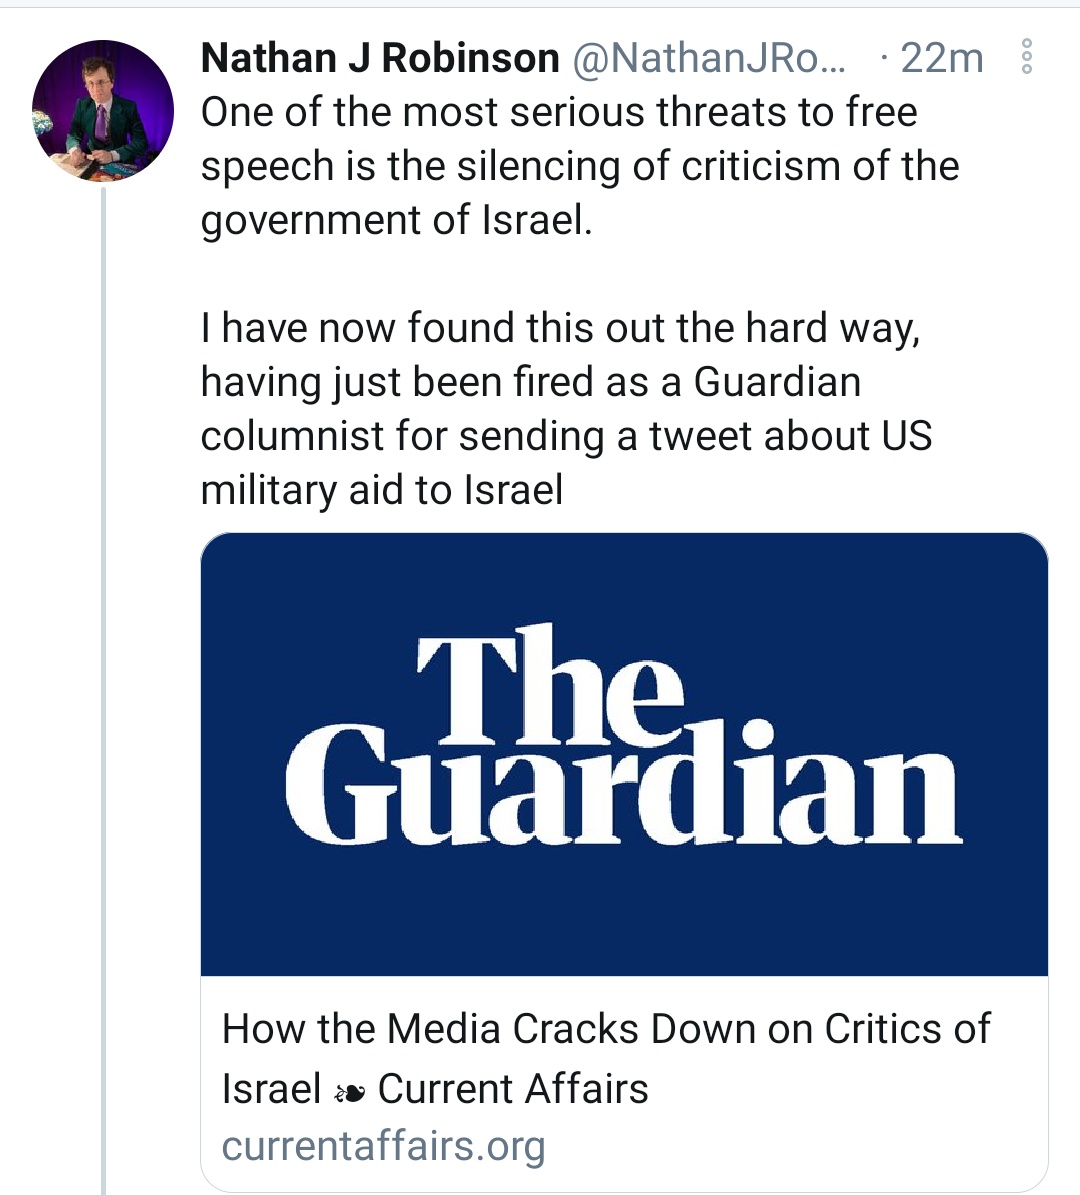 Nathan J Robinson @NathanJRo... · 22m
One of the most serious threats to free
speech is the silencing of criticism of the
government of Israel.
I have now found this out the hard way,
having just been fired as a Guardian
columnist for sending a tweet about US
military aid to Israel
The
Guardian
How the Media Cracks Down on Critics of
Israel ❧ Current Affairs
currentaffairs.org